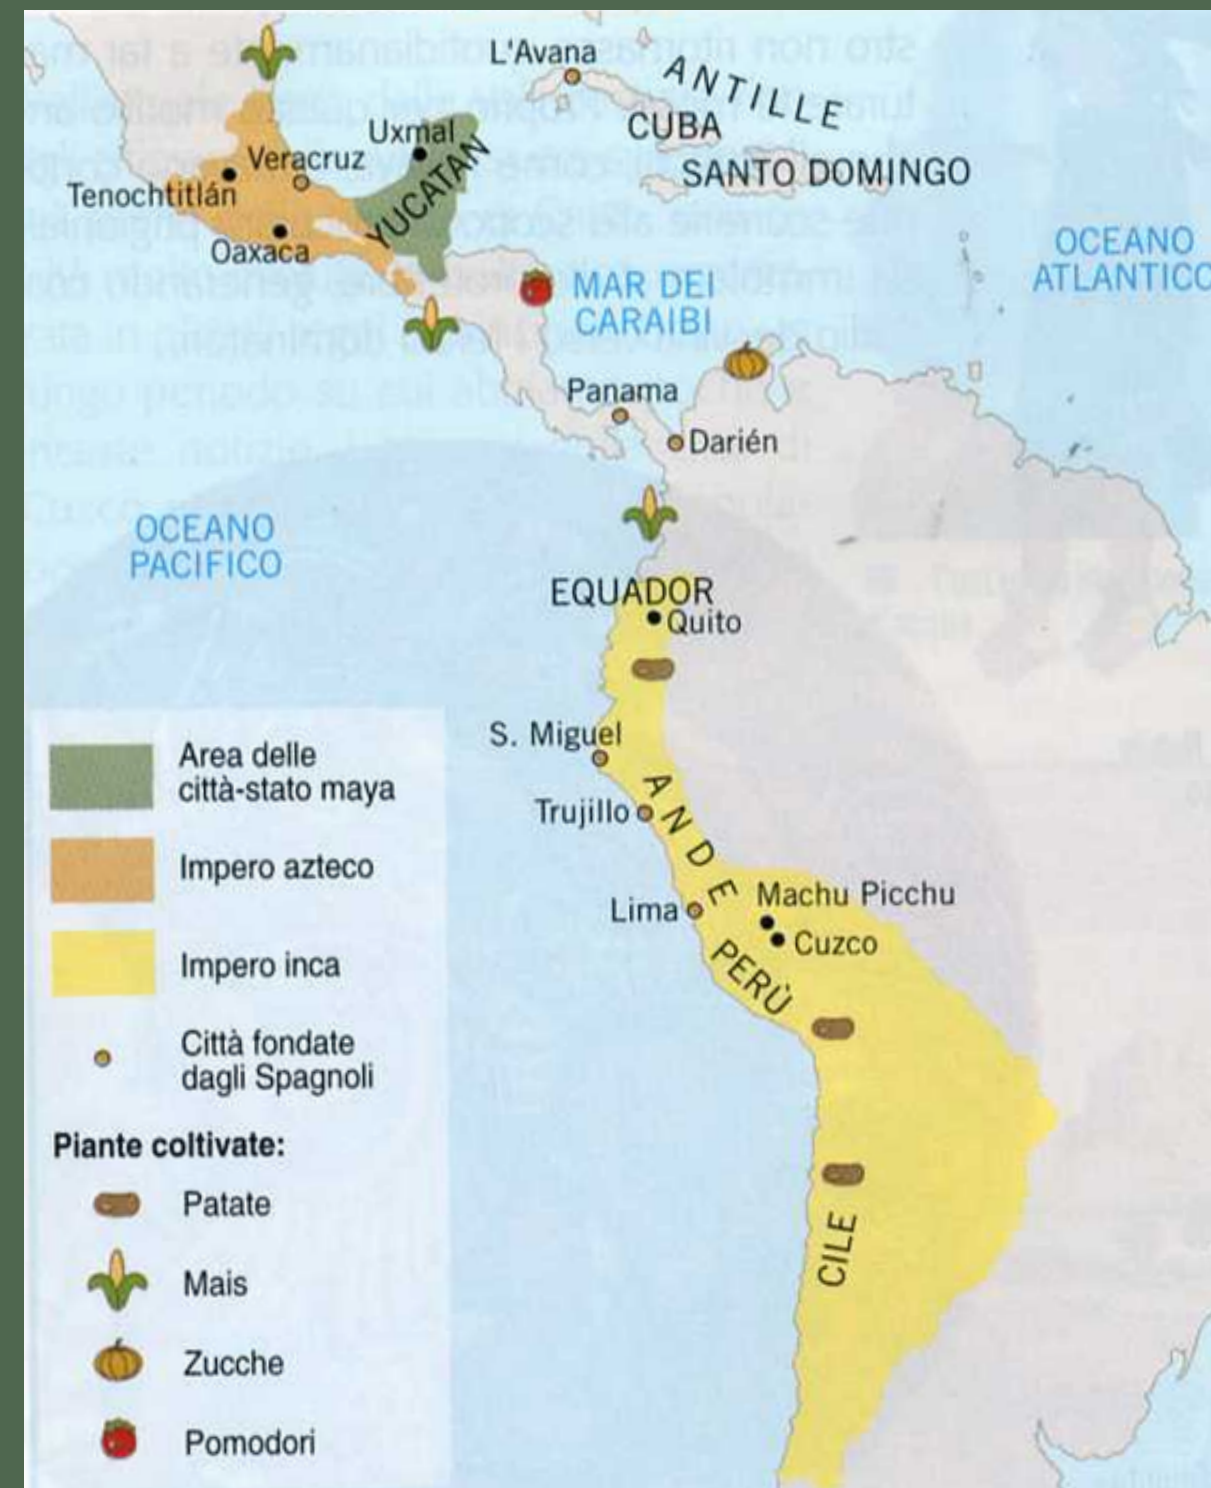 L'Avana
ANTILLE
CUBA
SANTO DOMINGO
Uxmal
YUCATAN
Veracruz
Tenochtitlán
Oaxaca
OCEANO
ATLANTICO
MAR DEI
CARAIBI
Panama
Darién
OCEANO
PACIFICO
EQUADOR
Quito
S. Miguel
ANDE
Trujillo
Machu Picchu
Lima
Cuzco
PERÙ
CILE
Area delle
città-stato maya
Impero azteco
Impero inca
Città fondate
dagli Spagnoli
Piante coltivate:
Patate
Mais
Zucche
Pomodori